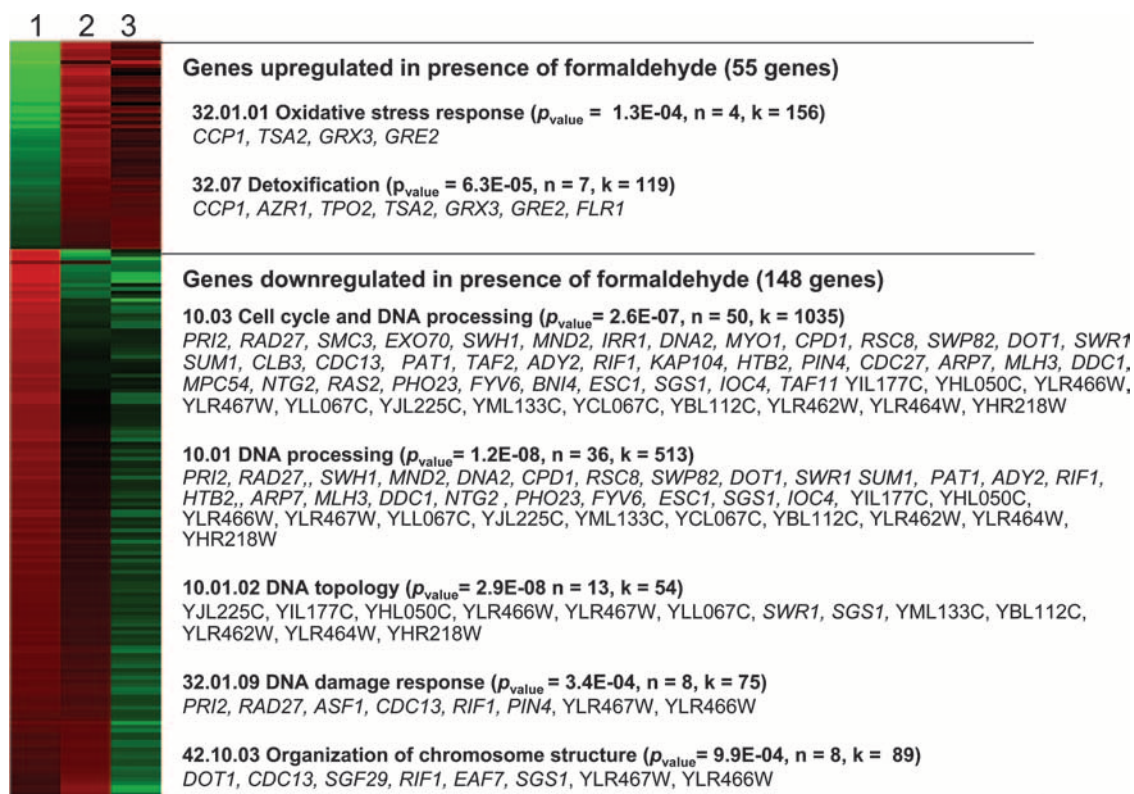 1 2 3
Genes upregulated in presence of formaldehyde (55 genes)
32.01.01 Oxidative stress response (pvalue = 1.3E-04, n = 4, k = 156)
CCP1, TSA2, GRX3, GRE2
32.07 Detoxification (pvalue = 6.3E-05, n = 7, k = 119)
CCP1, AZR1, TPO2, TSA2, GRX3, GRE2, FLR1
Genes downregulated in presence of formaldehyde (148 genes)
10.03 Cell cycle and DNA processing (pvalue= 2.6E-07, n = 50, k = 1035)
PRI2, RAD27, SMC3, EXO70, SWH1, MND2, IRR1, DNA2, MYO1, CPD1, RSC8, SWP82, DOT1, SWR1
SUM1, CLB3, CDC13, PAT1, TAF2, ADY2, RIF1, KAP104, HTB2, PIN4, CDC27, ARP7, MLH3, DDC1,
MPC54, NTG2, RAS2, PHO23, FYV6, BNI4, ESC1, SGS1, IOC4, TAF11 YIL177C, YHL050C, YLR466W,
YLR467W, YLL067C, YJL225C, YML133C, YCL067C, YBL112C, YLR462W, YLR464W, YHR218W
10.01 DNA processing (pvalue= 1.2E-08, n = 36, k = 513)
PRI2, RAD27,, SWH1, MND2, DNA2, CPD1, RSC8, SWP82, DOT1, SWR1 SUM1, PAT1, ADY2, RIF1,
HTB2,, ARP7, MLH3, DDC1, NTG2 , PHO23, FYV6, ESC1, SGS1, IOC4, YIL177C, YHL050C,
YLR466W, YLR467W, YLL067C, YJL225C, YML133C, YCL067C, YBL112C, YLR462W, YLR464W,
YHR218W
10.01.02 DNA topology (pvalue= 2.9E-08 n = 13, k = 54)
YJL225C, YIL177C, YHL050C, YLR466W, YLR467W, YLL067C, SWR1, SGS1, YML133C, YBL112C,
YLR462W, YLR464W, YHR218W
32.01.09 DNA damage response (pvalue = 3.4E-04, n = 8, k = 75)
PRI2, RAD27, ASF1, CDC13, RIF1, PIN4, YLR467W, YLR466W
42.10.03 Organization of chromosome structure (pvalue= 9.9E-04, n = 8, k = 89)
DOT1, CDC13, SGF29, RIF1, EAF7, SGS1, YLR467W, YLR466W